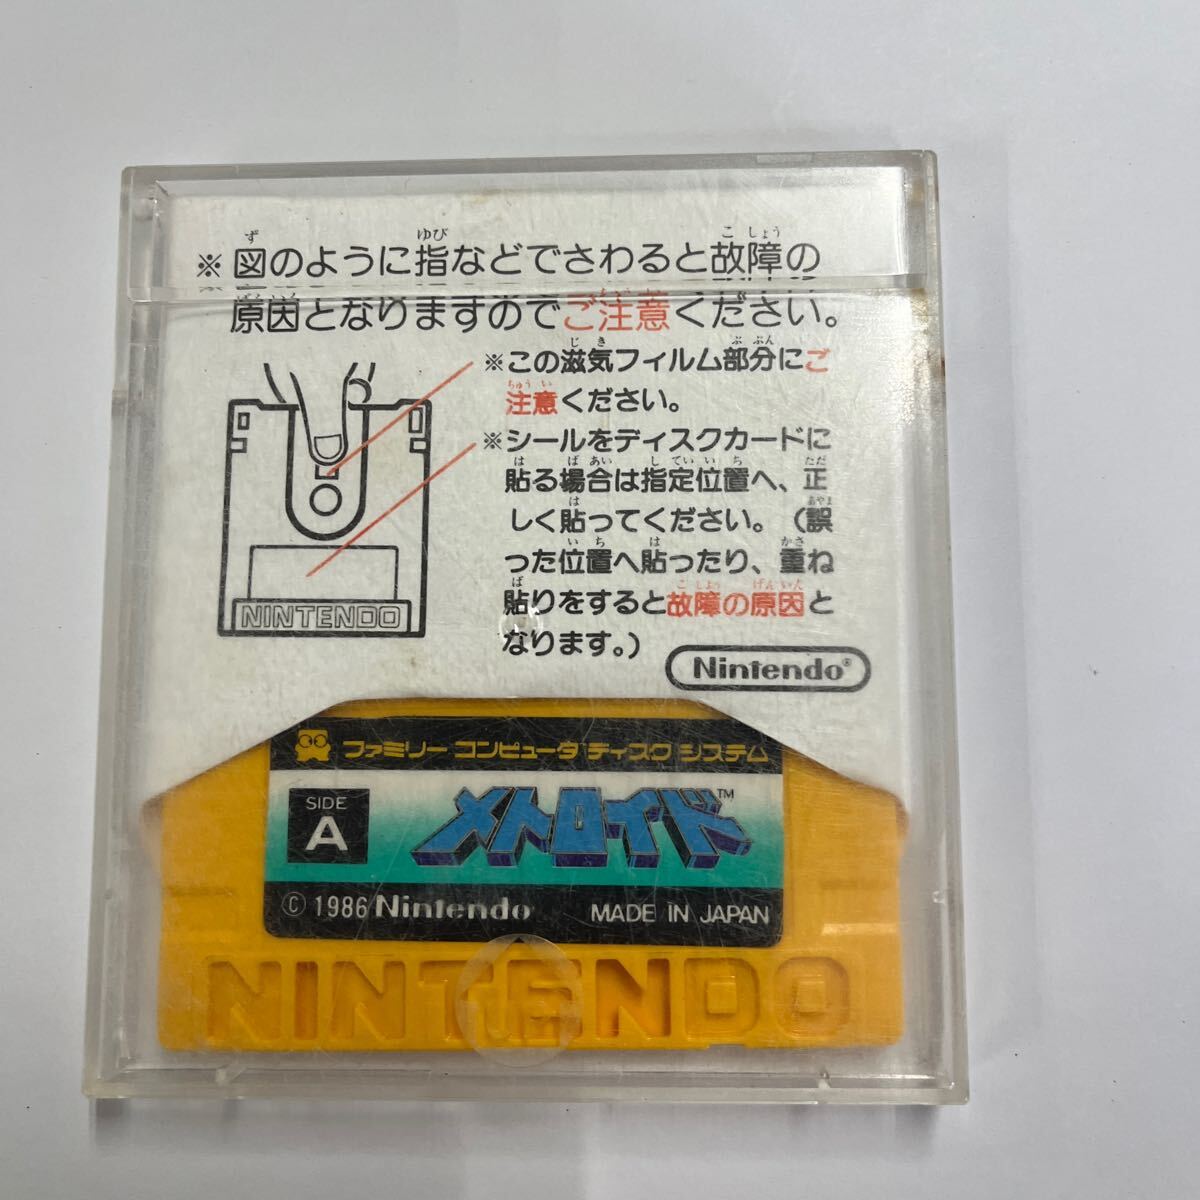 ※図のように指などでさわると故障の
原因となりますのでご注意ください。
※この滋気フィルム部分にご
注意ください。
※シールをディスクカードに
貼る場合は指定位置へ、正
しく貼ってください。(誤
った位置へ貼ったり、重ね
貼りをすると故障の原因と
なります。)
NINTENDO
Nintendo®
ファミリー コンピュータ ディスク システム
SIDE
A
メトロイド™
© 1986 Nintendo MADE IN JAPAN
NINTENDO